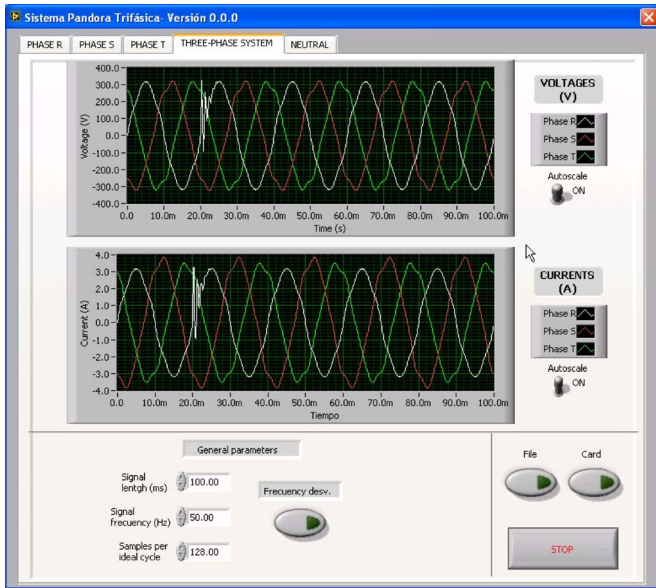 Sistema Pandora Trifásica- Versión 0.0.0
PHASE R
PHASE S
PHASE T
THREE-PHASE SYSTEM
NEUTRAL
400.0
300.0
200.0
100.0
0.0
-100.0
-200.0
-300.0
-400.0
Voltage (V)
0.0 10.0m 20.0m 30.0m 40.0m 50.0m 60.0m 70.0m 80.0m 90.0m 100.0m
Time (s)
VOLTAGES
(V)
Phase R
Phase S
Phase T
Autoscale
ON
4.0
3.0
2.0
1.0
0.0
-1.0
-2.0
-3.0
-4.0
Current (A)
0.0 10.0m 20.0m 30.0m 40.0m 50.0m 60.0m 70.0m 80.0m 90.0m 100.0m
Tiempo
CURRENTS
(A)
Phase R
Phase S
Phase T
Autoscale
ON
General parameters
Signal
lentgh (ms)
100.00
Signal
frecuency (Hz)
50.00
Samples per
ideal cycle
128.00
Frecuency desv.
File
Card
STOP